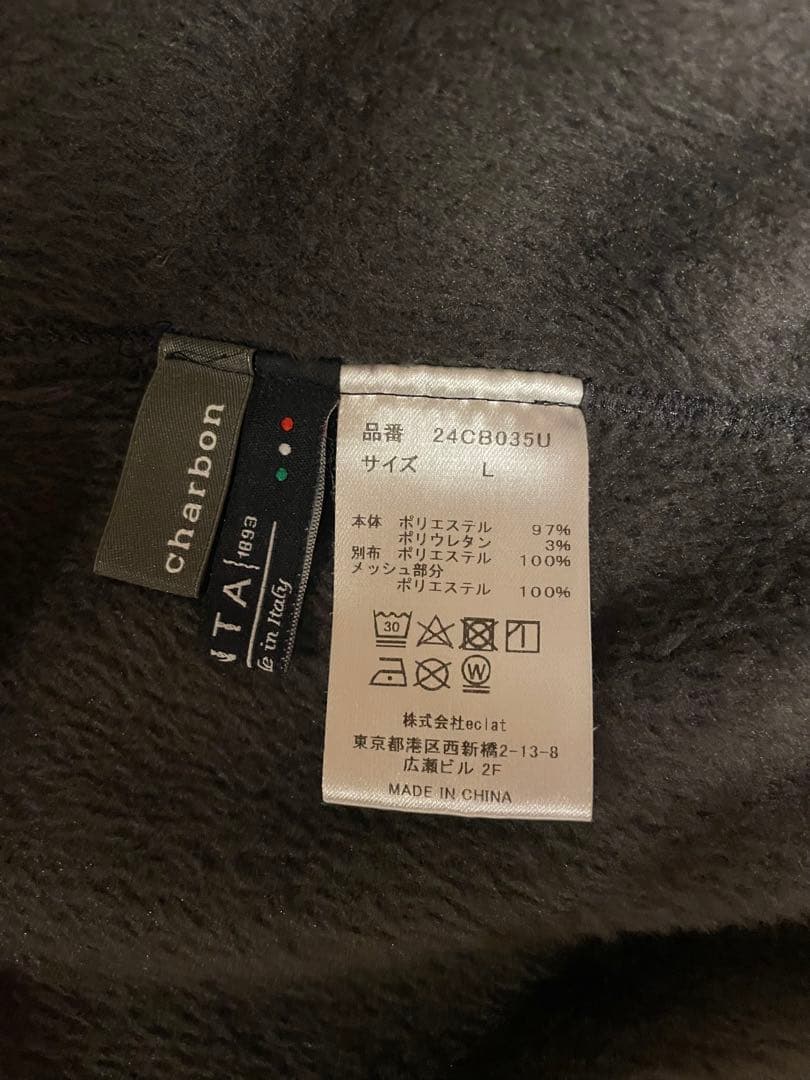 charbon
1893
in Italy
品番 24CB035U
サイズ L
本体 ポリエステル 97%
ポリウレタン 3%
別布 ポリエステル 100%
メッシュ部分
ポリエステル 100%
30
W
株式会社eclat
東京都港区西新橋2-13-8
広瀬ビル 2F
MADE IN CHINA